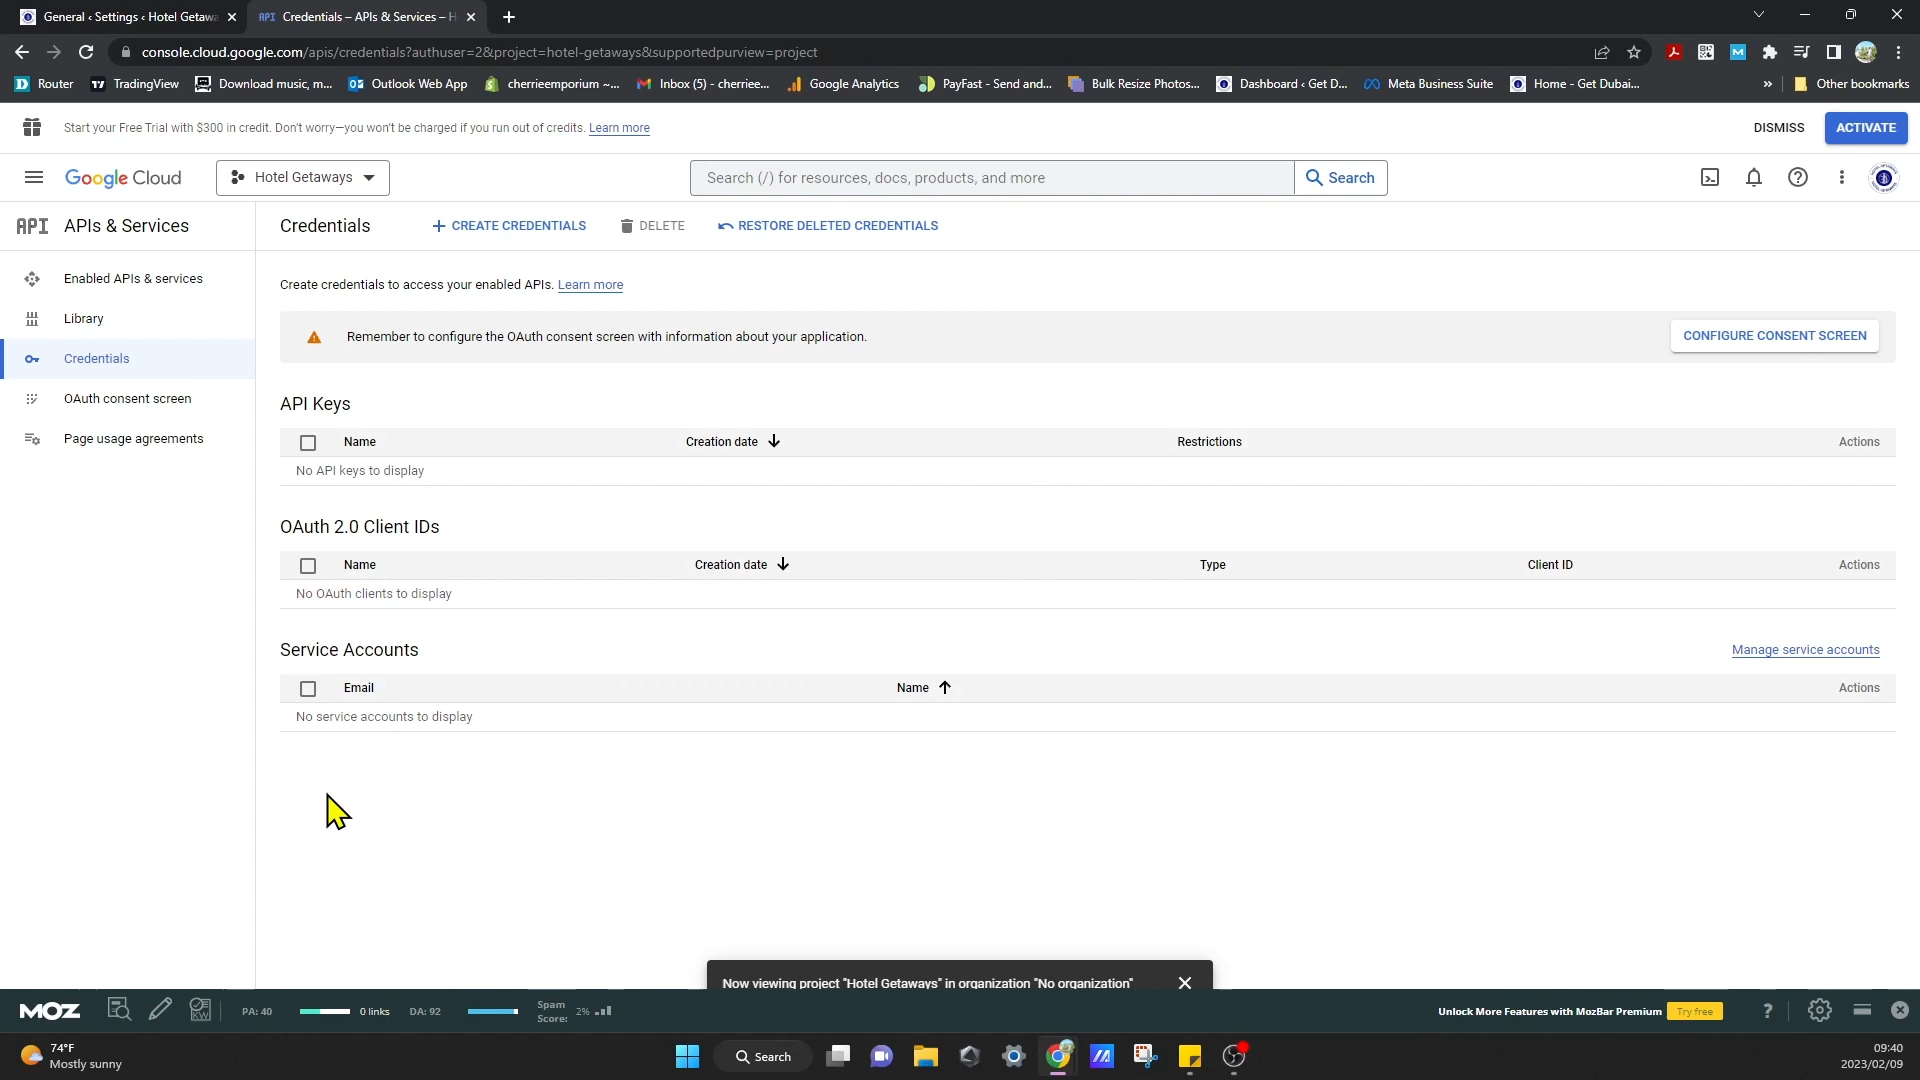 General ‹ Settings ‹ Hotel Getaw
API Credentials – APIs & Services – H
console.cloud.google.com/apis/credentials?authuser=2&project=hotel-getaways&supportedpurview=project
Router
TradingView
Download music, m...
Outlook Web App
cherrieemporium ~...
Inbox (5) - cherriee...
Google Analytics
PayFast - Send and...
Bulk Resize Photos...
Dashboard ‹ Get D...
Meta Business Suite
Home - Get Dubai...
»
Other bookmarks
Start your Free Trial with $300 in credit. Don't worry—you won't be charged if you run out of credits. Learn more
DISMISS
ACTIVATE
Google Cloud
Hotel Getaways
Search (/) for resources, docs, products, and more
Search
API APIs & Services
Credentials
CREATE CREDENTIALS
DELETE
RESTORE DELETED CREDENTIALS
Enabled APIs & services
Library
Credentials
OAuth consent screen
Page usage agreements
Create credentials to access your enabled APIs. Learn more
Remember to configure the OAuth consent screen with information about your application.
CONFIGURE CONSENT SCREEN
API Keys
Name
Creation date
Restrictions
Actions
No API keys to display
OAuth 2.0 Client IDs
Name
Creation date
Type
Client ID
Actions
No OAuth clients to display
Service Accounts
Manage service accounts
Email
Name
Actions
No service accounts to display
Now viewing project "Hotel Getaways" in organization "No organization"
MOZ
KW
PA: 40
0 links
DA: 92
Spam
Score: 2%
Unlock More Features with MozBar Premium
Try free
?
74°F
Mostly sunny
Search
09:40
2023/02/09